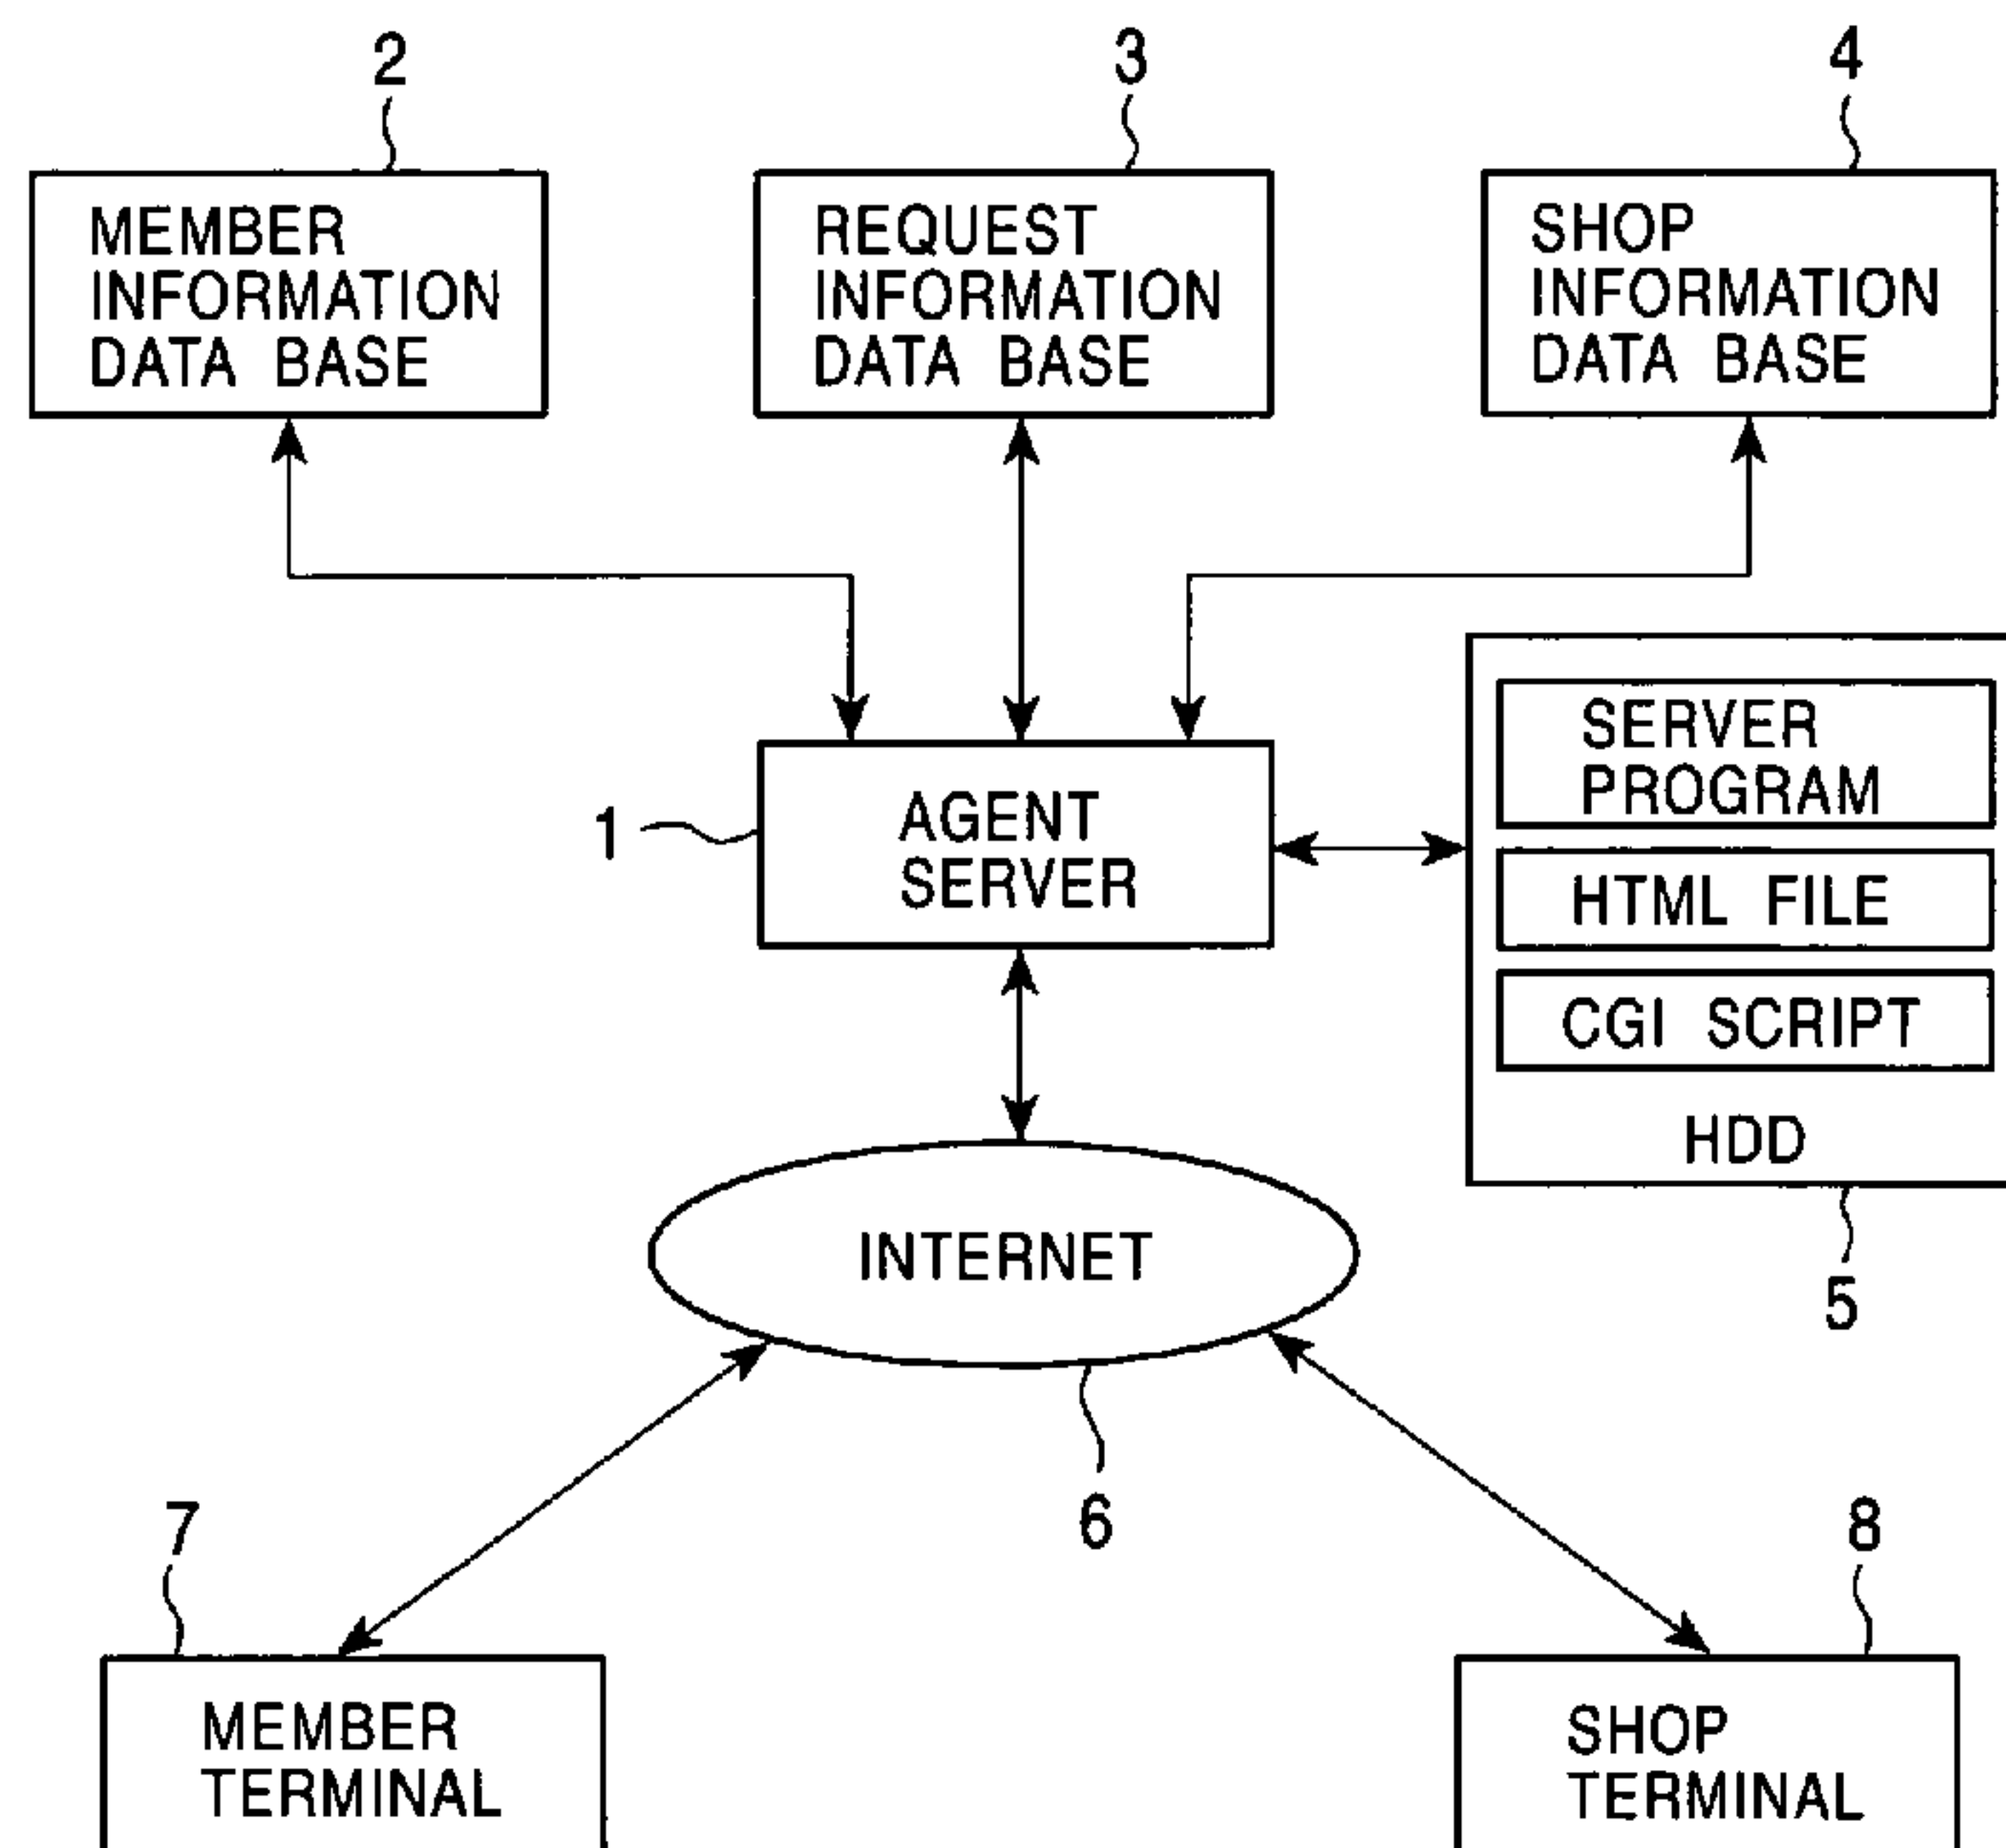 2
3
4
MEMBER
INFORMATION
DATA BASE
REQUEST
INFORMATION
DATA BASE
SHOP
INFORMATION
DATA BASE
1
AGENT
SERVER
SERVER
PROGRAM
HTML FILE
CGI SCRIPT
HDD
5
INTERNET
6
7
8
MEMBER
TERMINAL
SHOP
TERMINAL